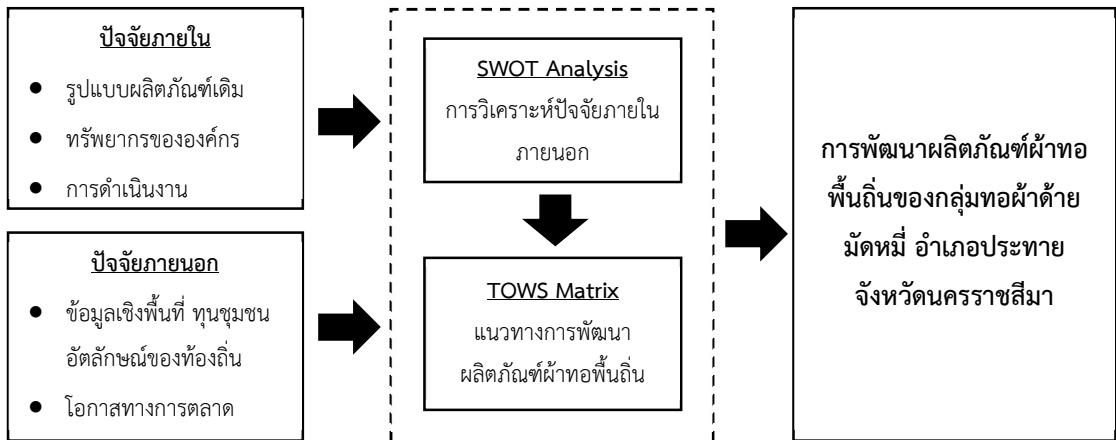 ปัจจัยภายใน
● รูปแบบผลิตภัณฑ์เดิม
● ทรัพยากรขององค์กร
● การดำเนินงาน
ปัจจัยภายนอก
● ข้อมูลเชิงพื้นที่ ทุนชุมชน
อัตลักษณ์ของท้องถิ่น
● โอกาสทางการตลาด
SWOT Analysis
การวิเคราะห์ปัจจัยภายใน
ภายนอก
TOWS Matrix
แนวทางการพัฒนา
ผลิตภัณฑ์ผ้าทอพื้นถิ่น
การพัฒนาผลิตภัณฑ์ผ้าทอ
พื้นถิ่นของกลุ่มทอผ้าด้าย
มัดหมี่ อำเภอประทาย
จังหวัดนครราชสีมา